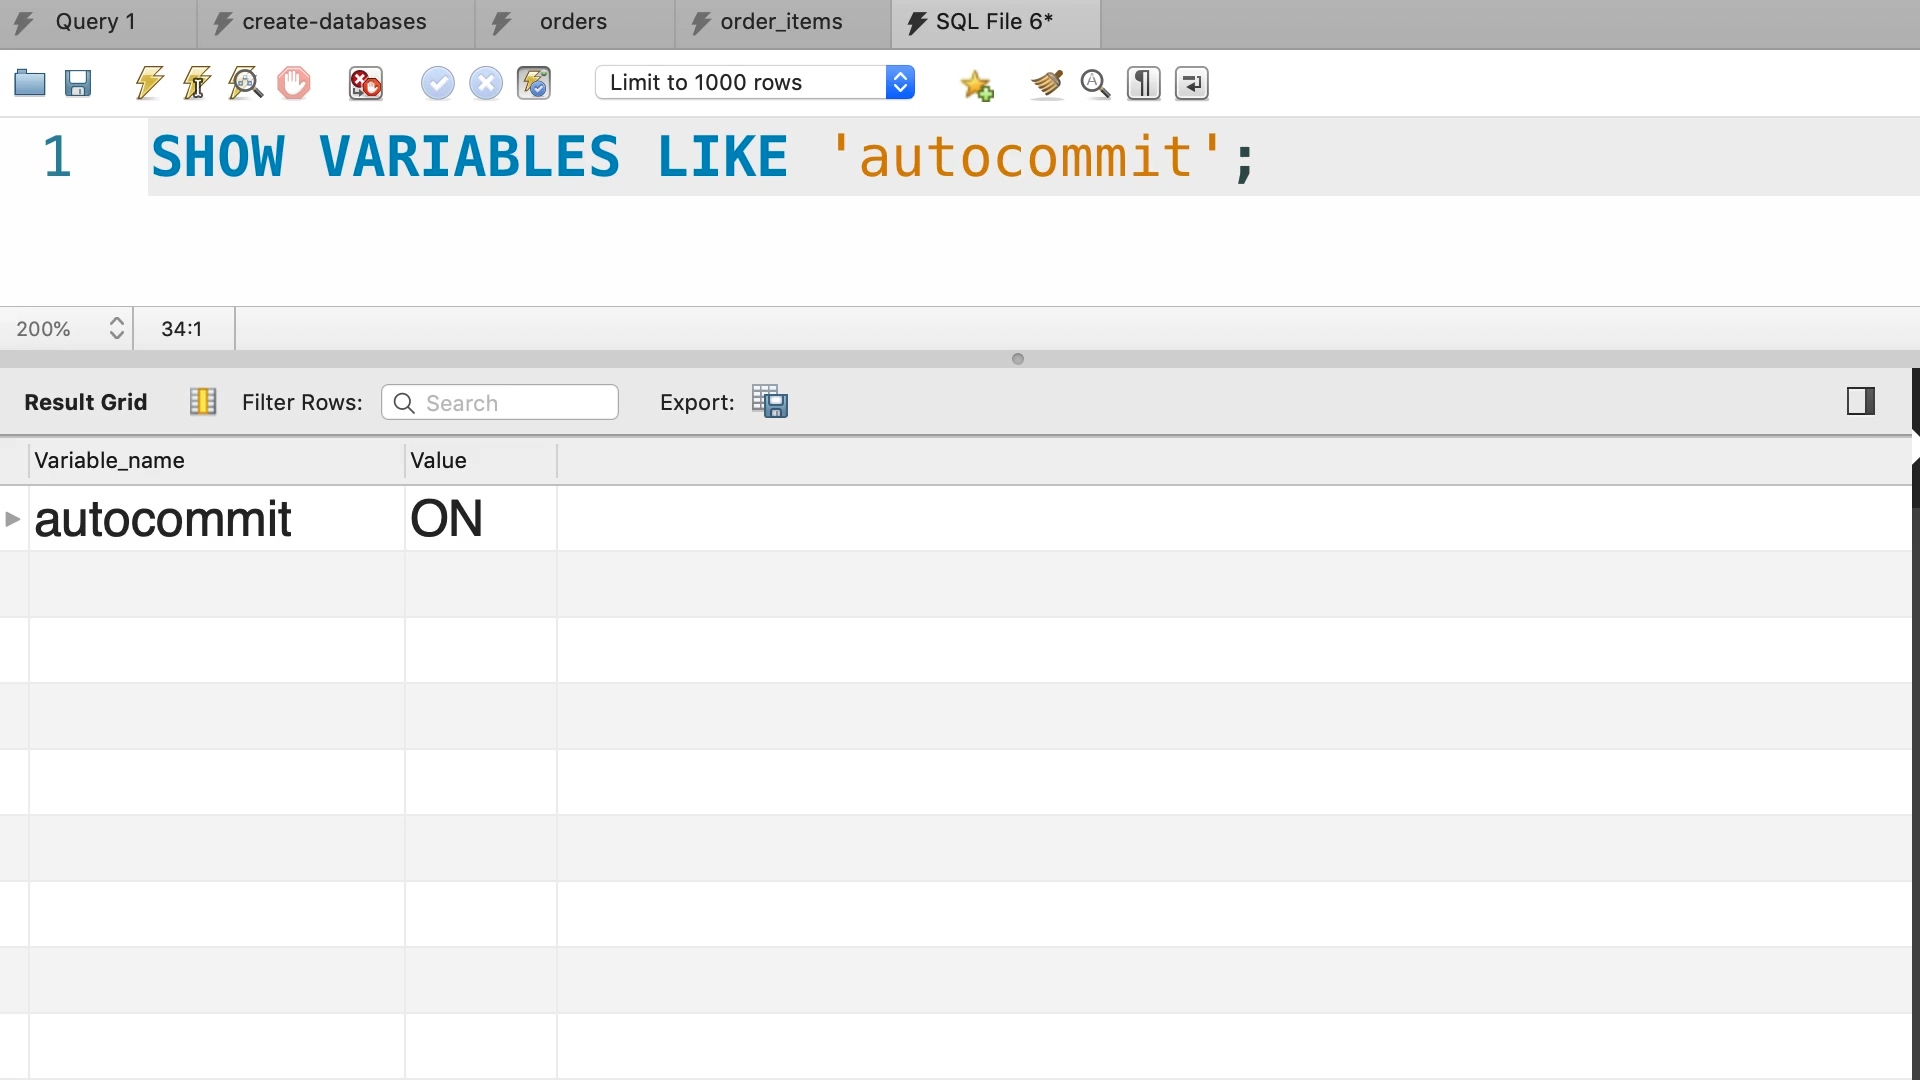 Query 1 create-databases orders order_items SQL File 6*
Limit to 1000 rows
1 SHOW VARIABLES LIKE 'autocommit';
200% 34:1
Result Grid Filter Rows: Search Export:
Variable_name Value
autocommit ON